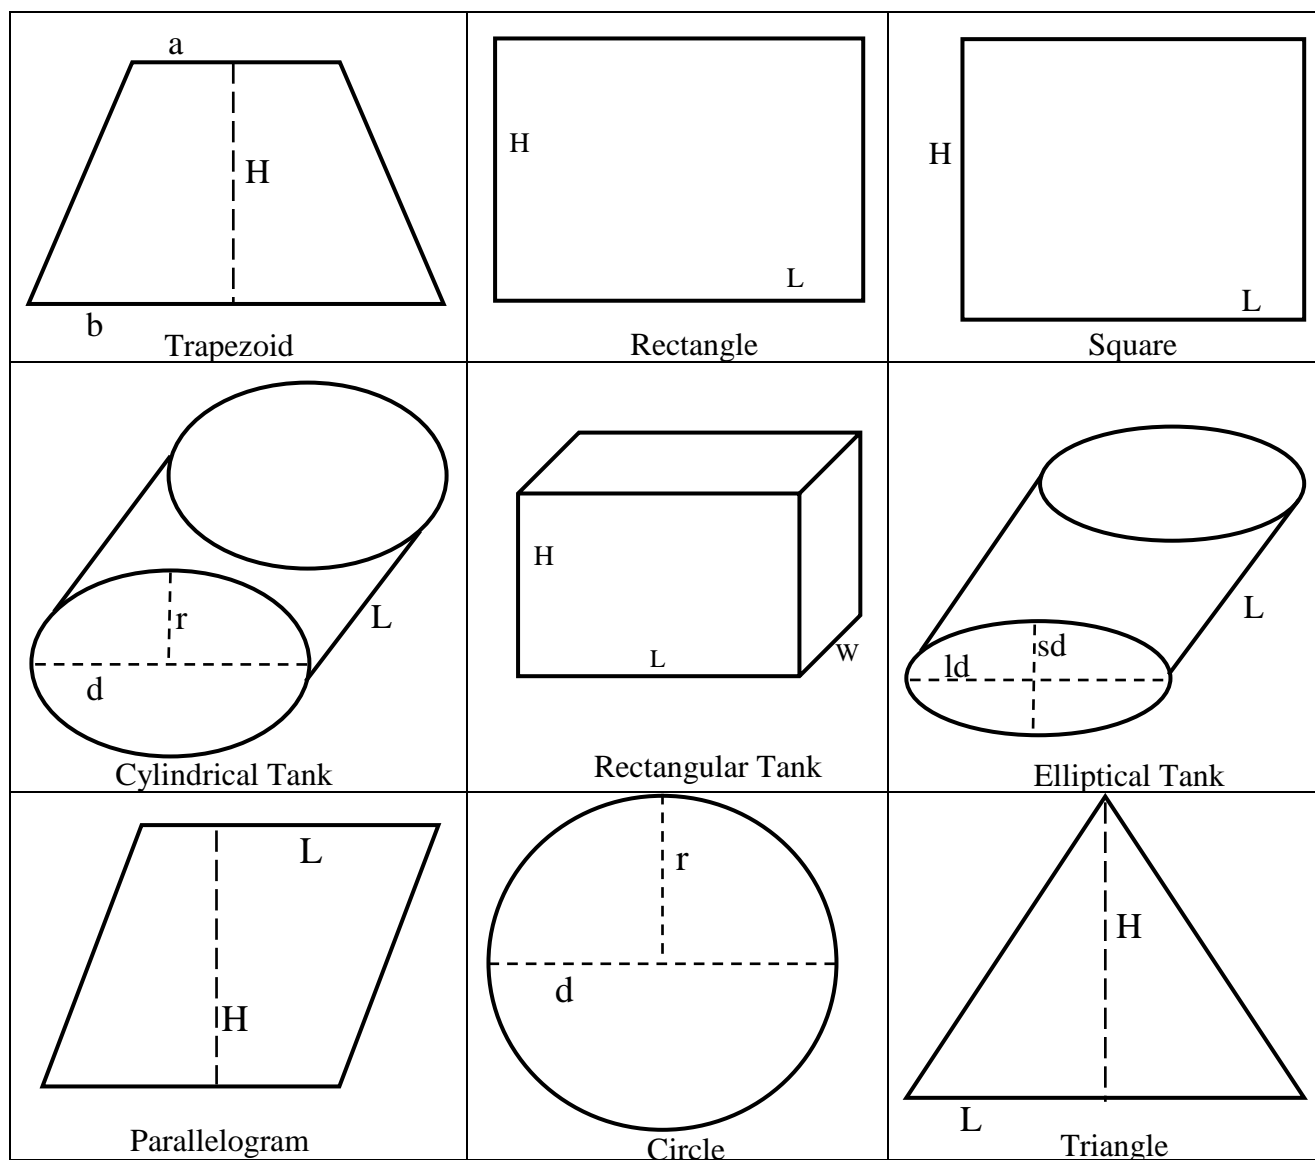 a
H
b
Trapezoid
H
L
Rectangle
H
L
Square
r
L
d
Cylindrical Tank
H
L
W
Rectangular Tank
sd
ld
L
Elliptical Tank
L
H
Parallelogram
r
d
Circle
H
L
Triangle